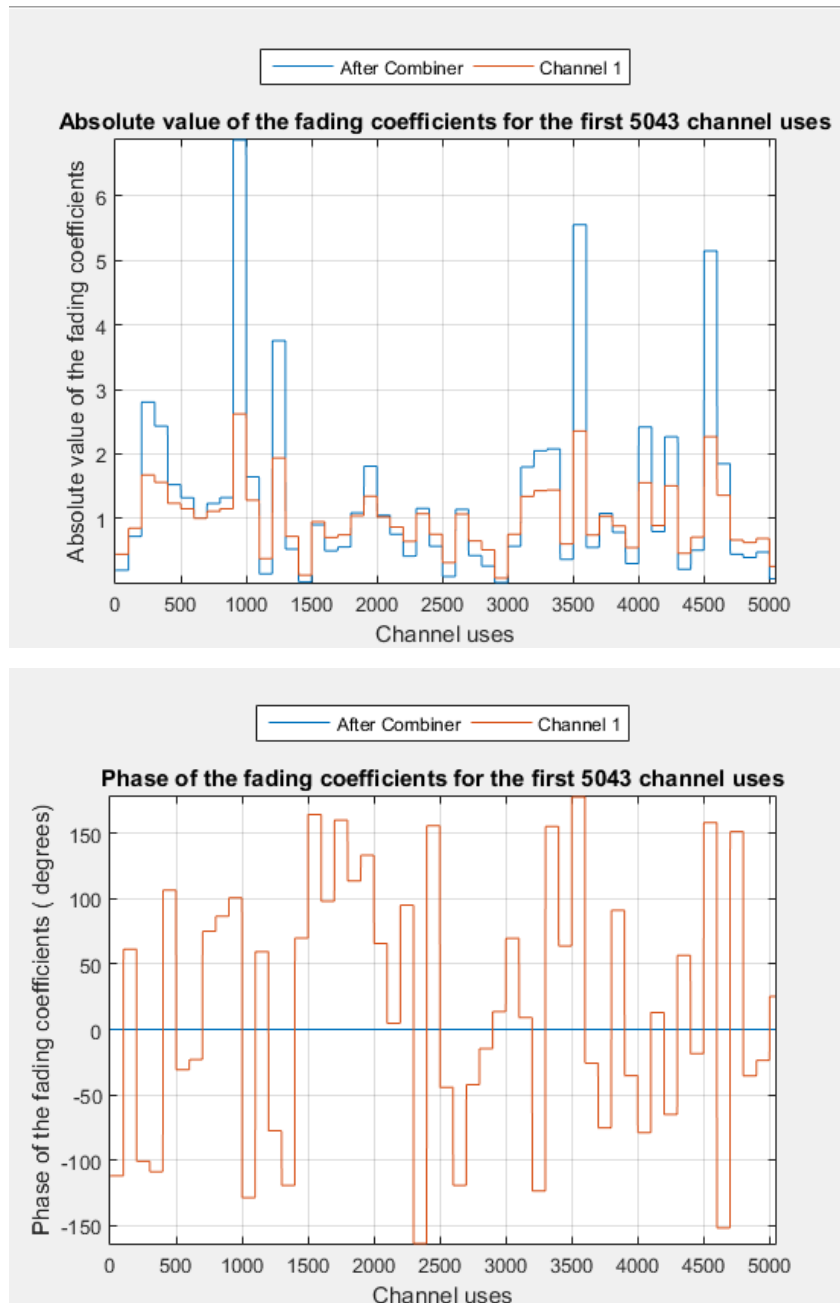 After Combiner Channel 1
Absolute value of the fading coefficients for the first 5043 channel uses
Absolute value of the fading coefficients
6
5
4
3
2
1
0 500 1000 1500 2000 2500 3000 3500 4000 4500 5000
Channel uses
After Combiner Channel 1
Phase of the fading coefficients for the first 5043 channel uses
Phase of the fading coefficients ( degrees)
150
100
50
0
-50
-100
-150
0 500 1000 1500 2000 2500 3000 3500 4000 4500 5000
Channel uses